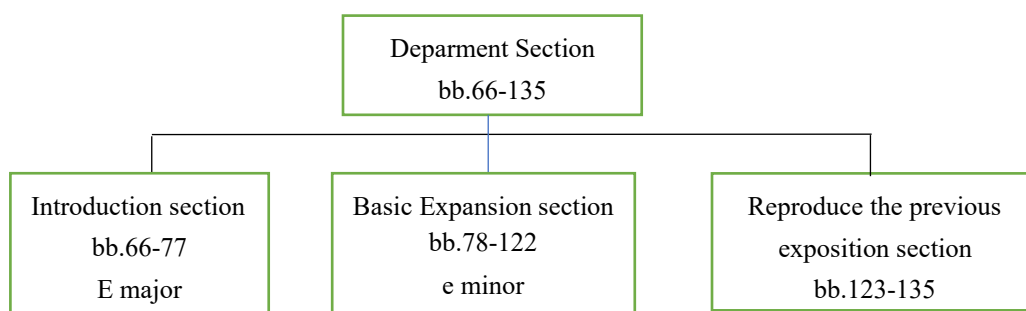 Deparment Section
bb.66-135
Introduction section
bb.66-77
E major
Basic Expansion section
bb.78-122
e minor
Reproduce the previous
exposition section
bb.123-135